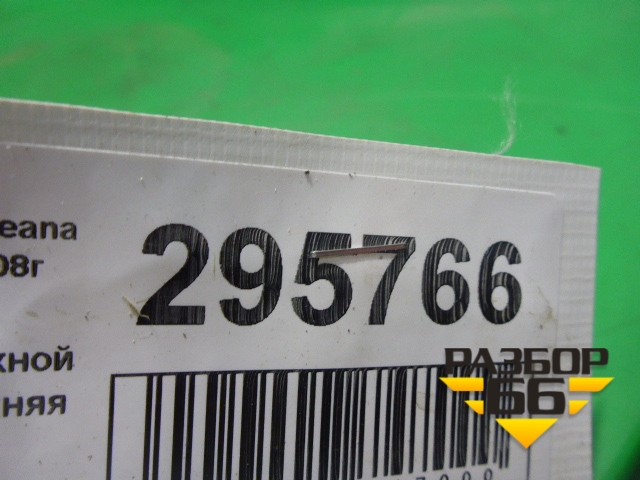 eana
08г
295766
жной
няя
РАЗБОР
66